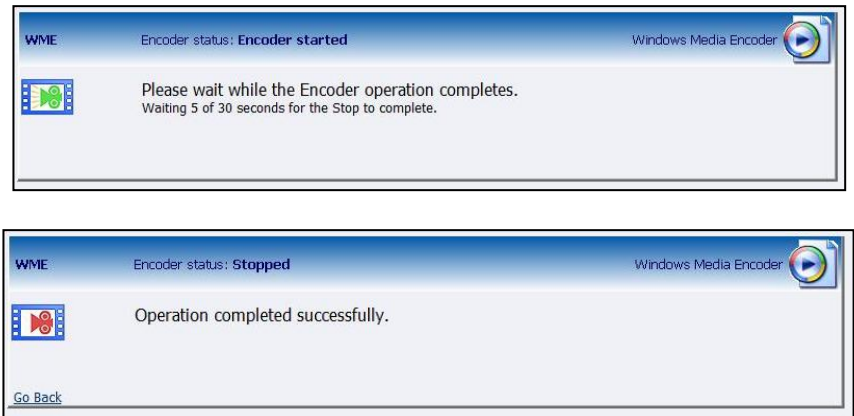 WME Encoder status: Encoder started Windows Media Encoder
Please wait while the Encoder operation completes.
Waiting 5 of 30 seconds for the Stop to complete.
WME Encoder status: Stopped Windows Media Encoder
Operation completed successfully.
Go Back